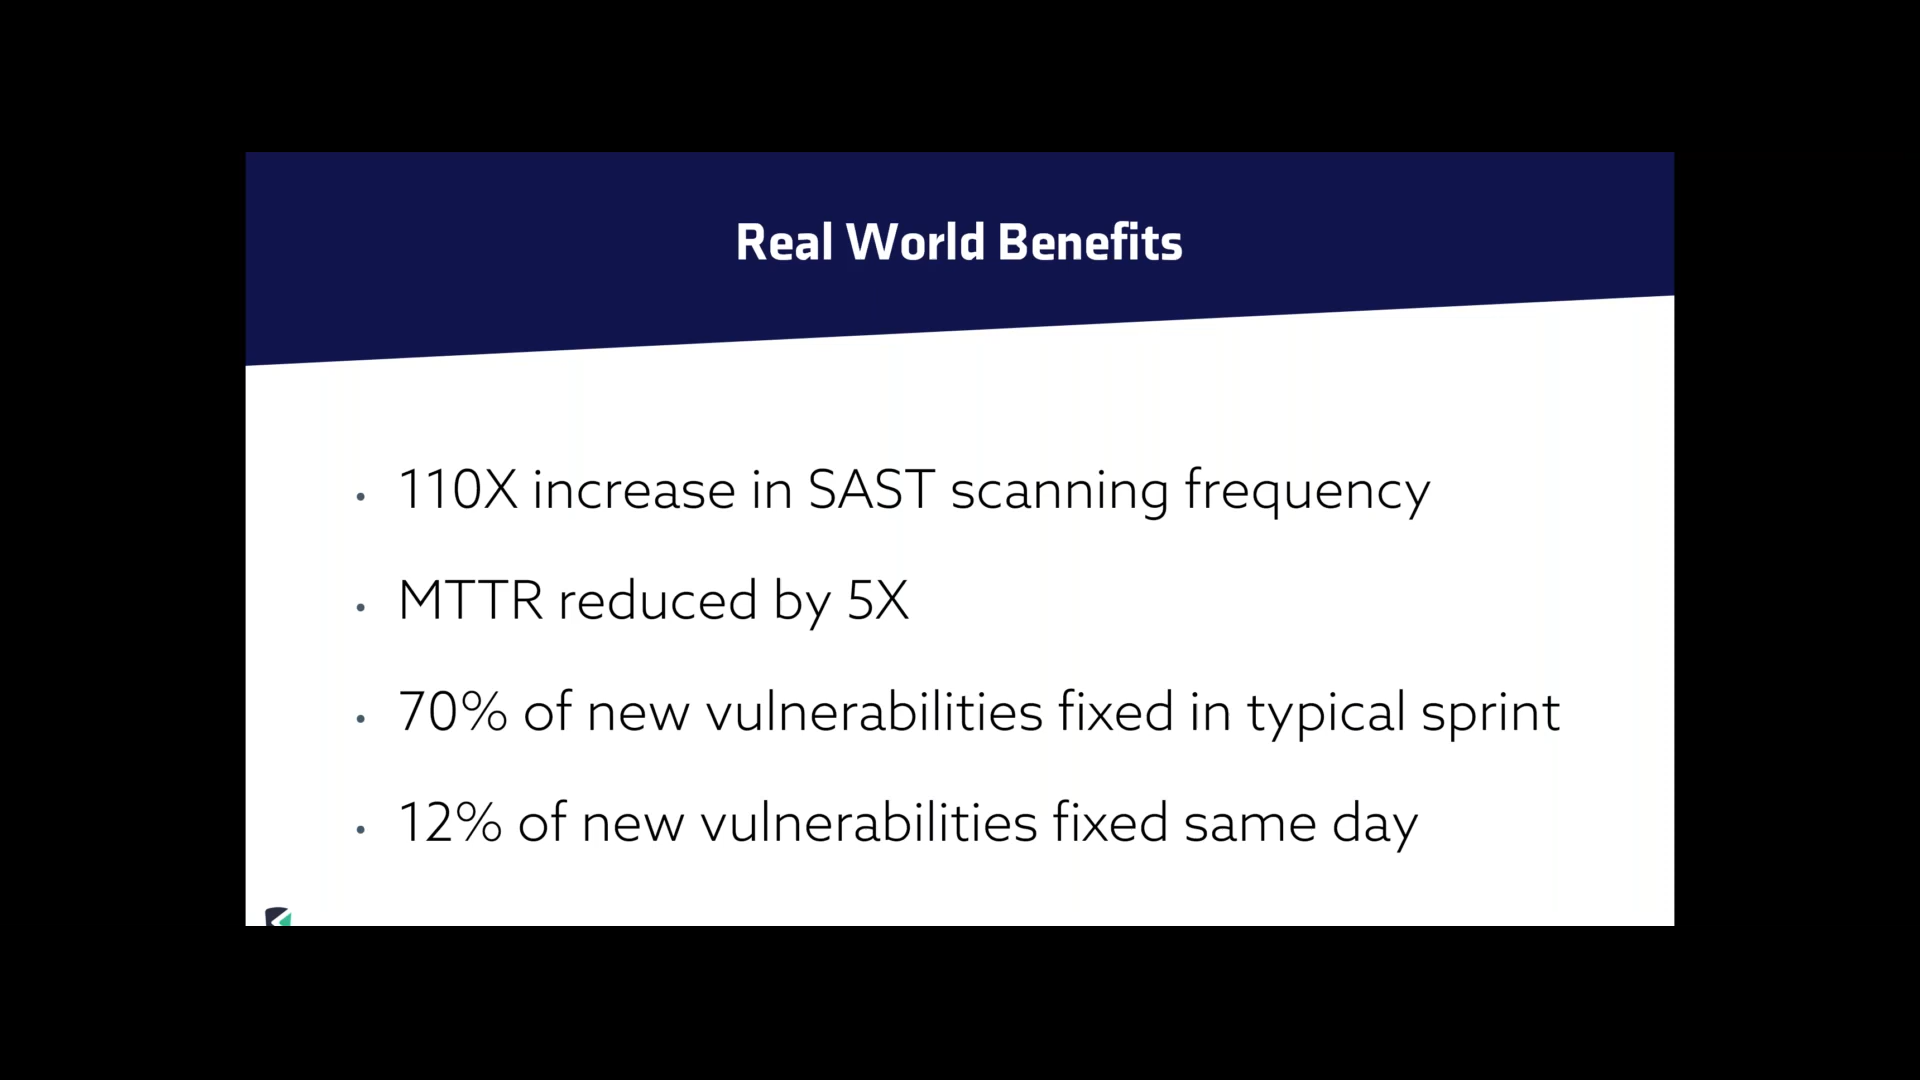 Real World Benefits
• 110X increase in SAST scanning frequency
• MTTR reduced by 5X
• 70% of new vulnerabilities fixed in typical sprint
• 12% of new vulnerabilities fixed same day